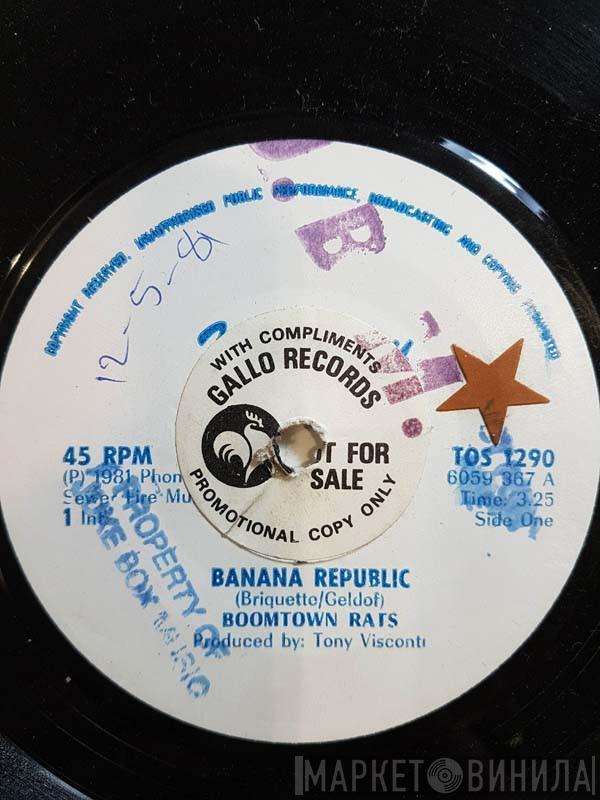 COPYRIGHT RESERVED. UNAUTHORISED PUBLIC PERFORMANCE, BROADCASTING AND COPYING PROHIBITED
12-5-81
B
WITH COMPLIMENTS
GALLO RECORDS
NOT FOR
SALE
PROMOTIONAL COPY ONLY
45 RPM
(P) 1981 Phon
Sewer Fire Mu
1 Int
TOS 1290
6059 367 A
Time: 3.25
Side One
PROPERTY OF
JUKE BOX MUSIC
BANANA REPUBLIC
(Briquette/Geldof)
BOOMTOWN RATS
Produced by: Tony Visconti
МАРКЕТ ВИНИЛА